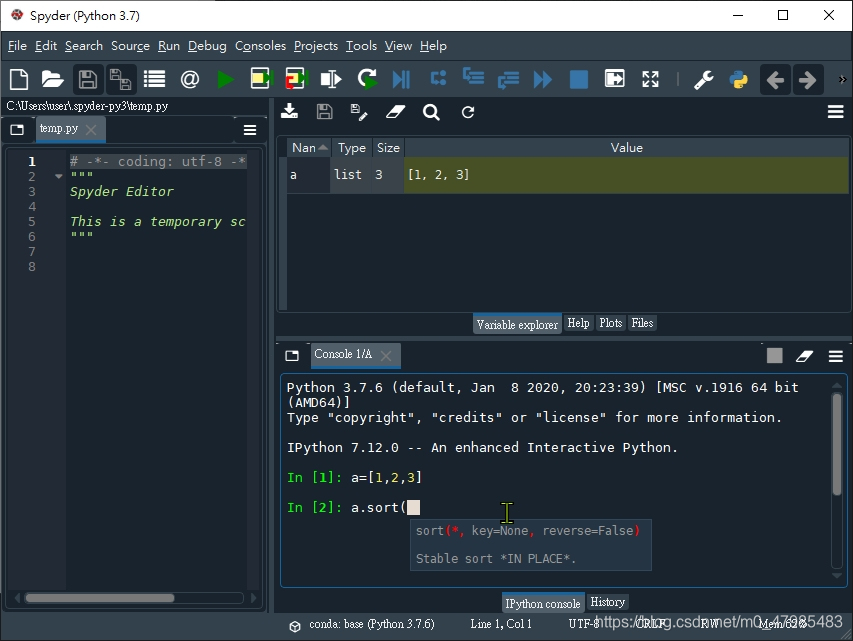 Spyder (Python 3.7)
File Edit Search Source Run Debug Consoles Projects Tools View Help
C:\Users\user\.spyder-py3\temp.py
temp.py
1 # -*- coding: utf-8 -*
2 """
3 Spyder Editor
4
5 This is a temporary sc
6 """
7
8
Nan Type Size Value
a list 3 [1, 2, 3]
Variable explorer Help Plots Files
Console 1/A
Python 3.7.6 (default, Jan 8 2020, 20:23:39) [MSC v.1916 64 bit
(AMD64)]
Type "copyright", "credits" or "license" for more information.
IPython 7.12.0 -- An enhanced Interactive Python.
In [1]: a=[1,2,3]
In [2]: a.sort(
sort(*, key=None, reverse=False)
Stable sort *IN PLACE*.
IPython console History
conda: base (Python 3.7.6) Line 1, Col 1 UTF-8 CRLF RW Mem 62%
https://blog.csdn.net/m0_47985483